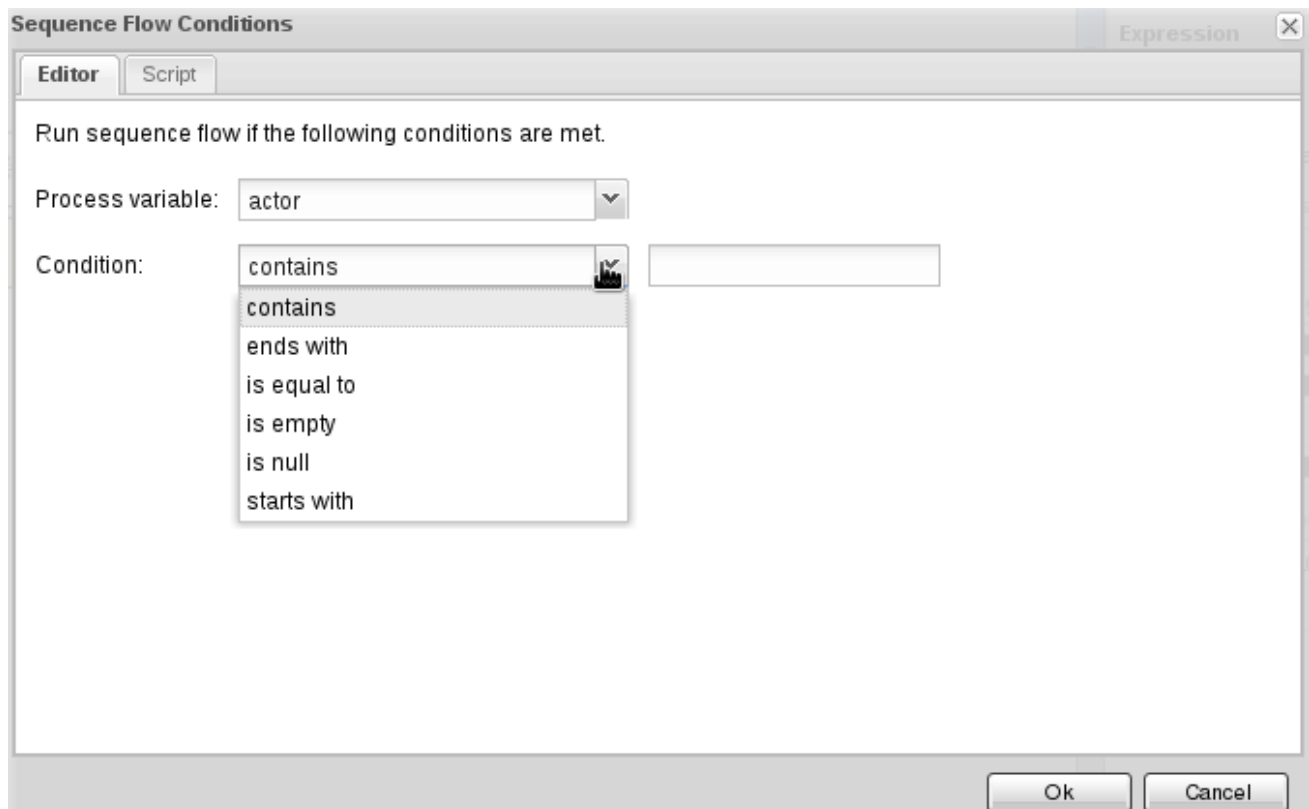 Sequence Flow Conditions
Expression
Editor Script
Run sequence flow if the following conditions are met.
Process variable: actor
Condition: contains
contains
ends with
is equal to
is empty
is null
starts with
Ok Cancel